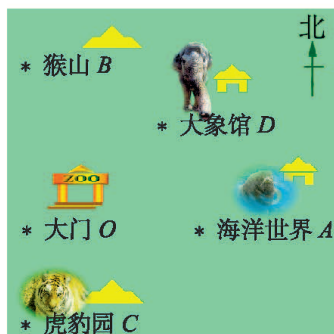 北
* 猴山 B
* 大象馆 D
ZOO
* 大门 O
* 海洋世界 A
* 虎豹园 C